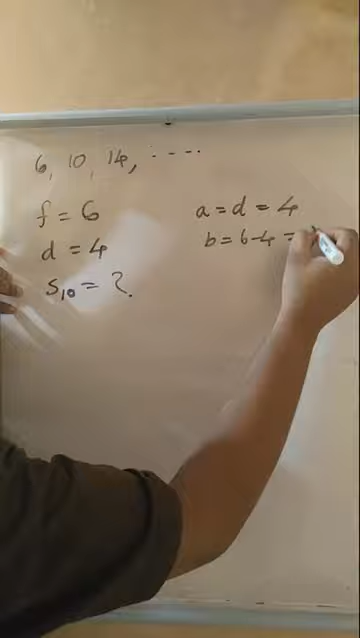 6, 10, 14, ....
f = 6
d = 4
S₁₀ = ?.
a = d = 4
b = 6-4 =